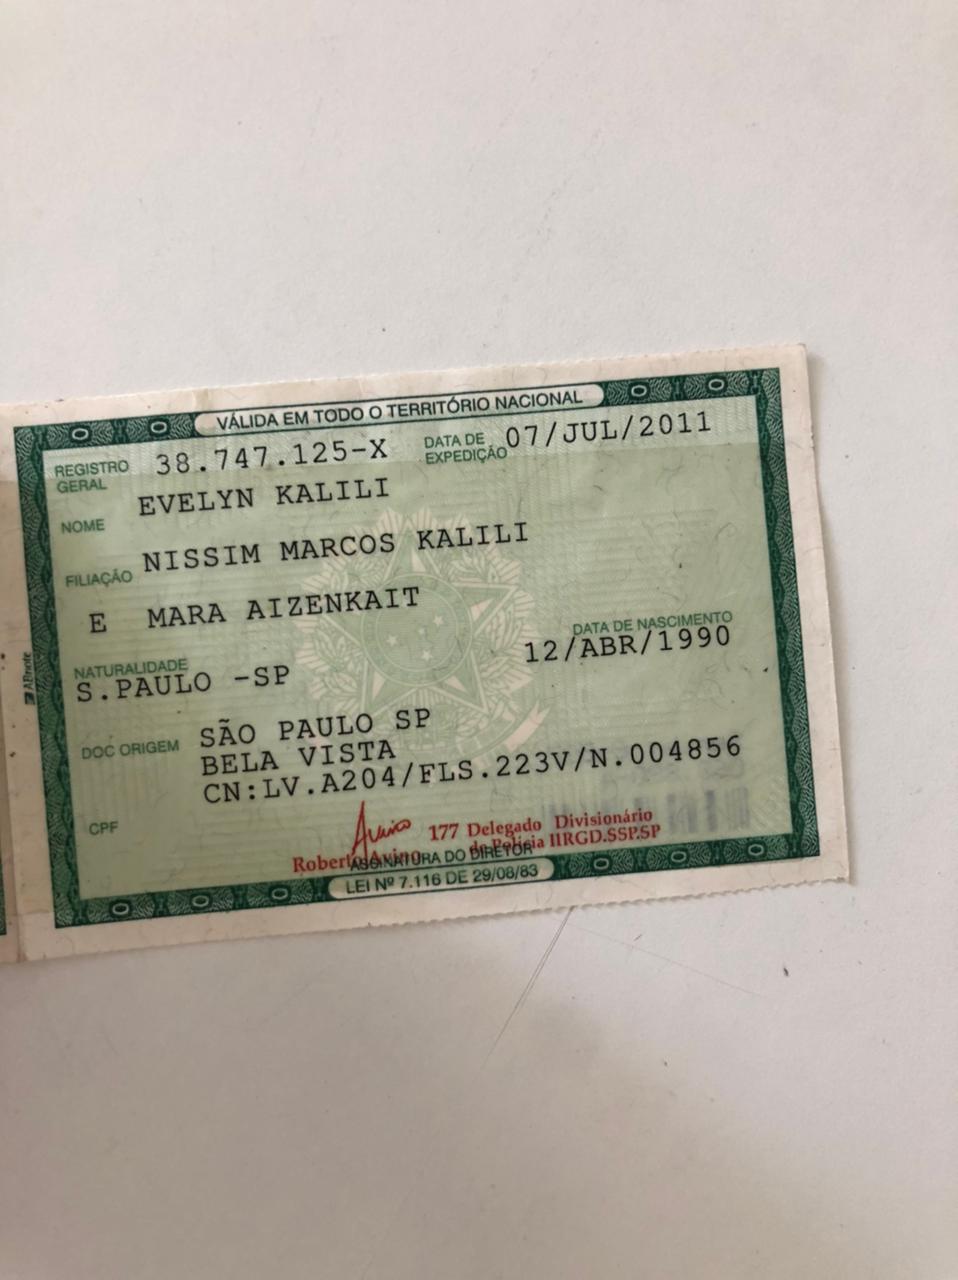 VÁLIDA EM TODO O TERRITÓRIO NACIONAL
REGISTRO GERAL 38.747.125-X DATA DE EXPEDIÇÃO 07/JUL/2011
NOME EVELYN KALILI
FILIAÇÃO NISSIM MARCOS KALILI
E MARA AIZENKAIT
NATURALIDADE DATA DE NASCIMENTO
S.PAULO -SP 12/ABR/1990
DOC ORIGEM SÃO PAULO SP
BELA VISTA
CN:LV.A204/FLS.223V/N.004856
CPF
177 Delegado Divisionário
Roberto Avino de Polícia IIRGD.SSP.SP
ASSINATURA DO DIRETOR
LEI Nº 7.116 DE 29/08/83